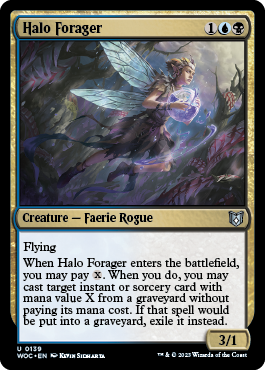 Halo Forager 1
Creature — Faerie Rogue
Flying
When Halo Forager enters the battlefield,
you may pay X. When you do, you may
cast target instant or sorcery card with
mana value X from a graveyard without
paying its mana cost. If that spell would
be put into a graveyard, exile it instead.
3/1
U 0139
WOC • EN KEVIN SIDHARTA
™ & © 2023 Wizards of the Coast